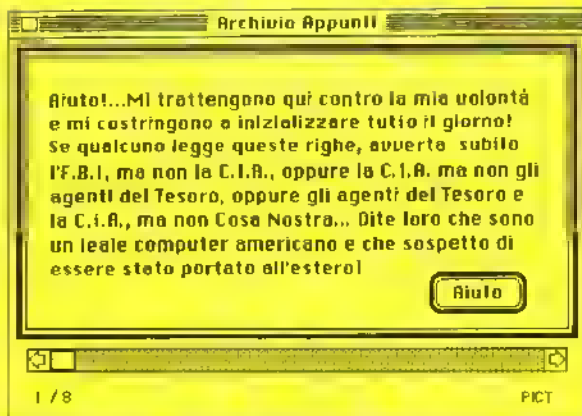 Archivio Appunti
Aiuto!...Mi trattengono qui contro la mia volontá
e mi costringono a inizializzare tutto il giorno!
Se qualcuno legge queste righe, avverta subito
l'F.B.I, ma non la C.I.A., oppure la C.I.A. ma non gli
agenti del Tesoro, oppure gli agenti del Tesoro e
la C.I.A., ma non Cosa Nostra... Dite loro che sono
un leale computer americano e che sospetto di
essere stato portato all'estero!
Aiuto
1 / 8
PICT